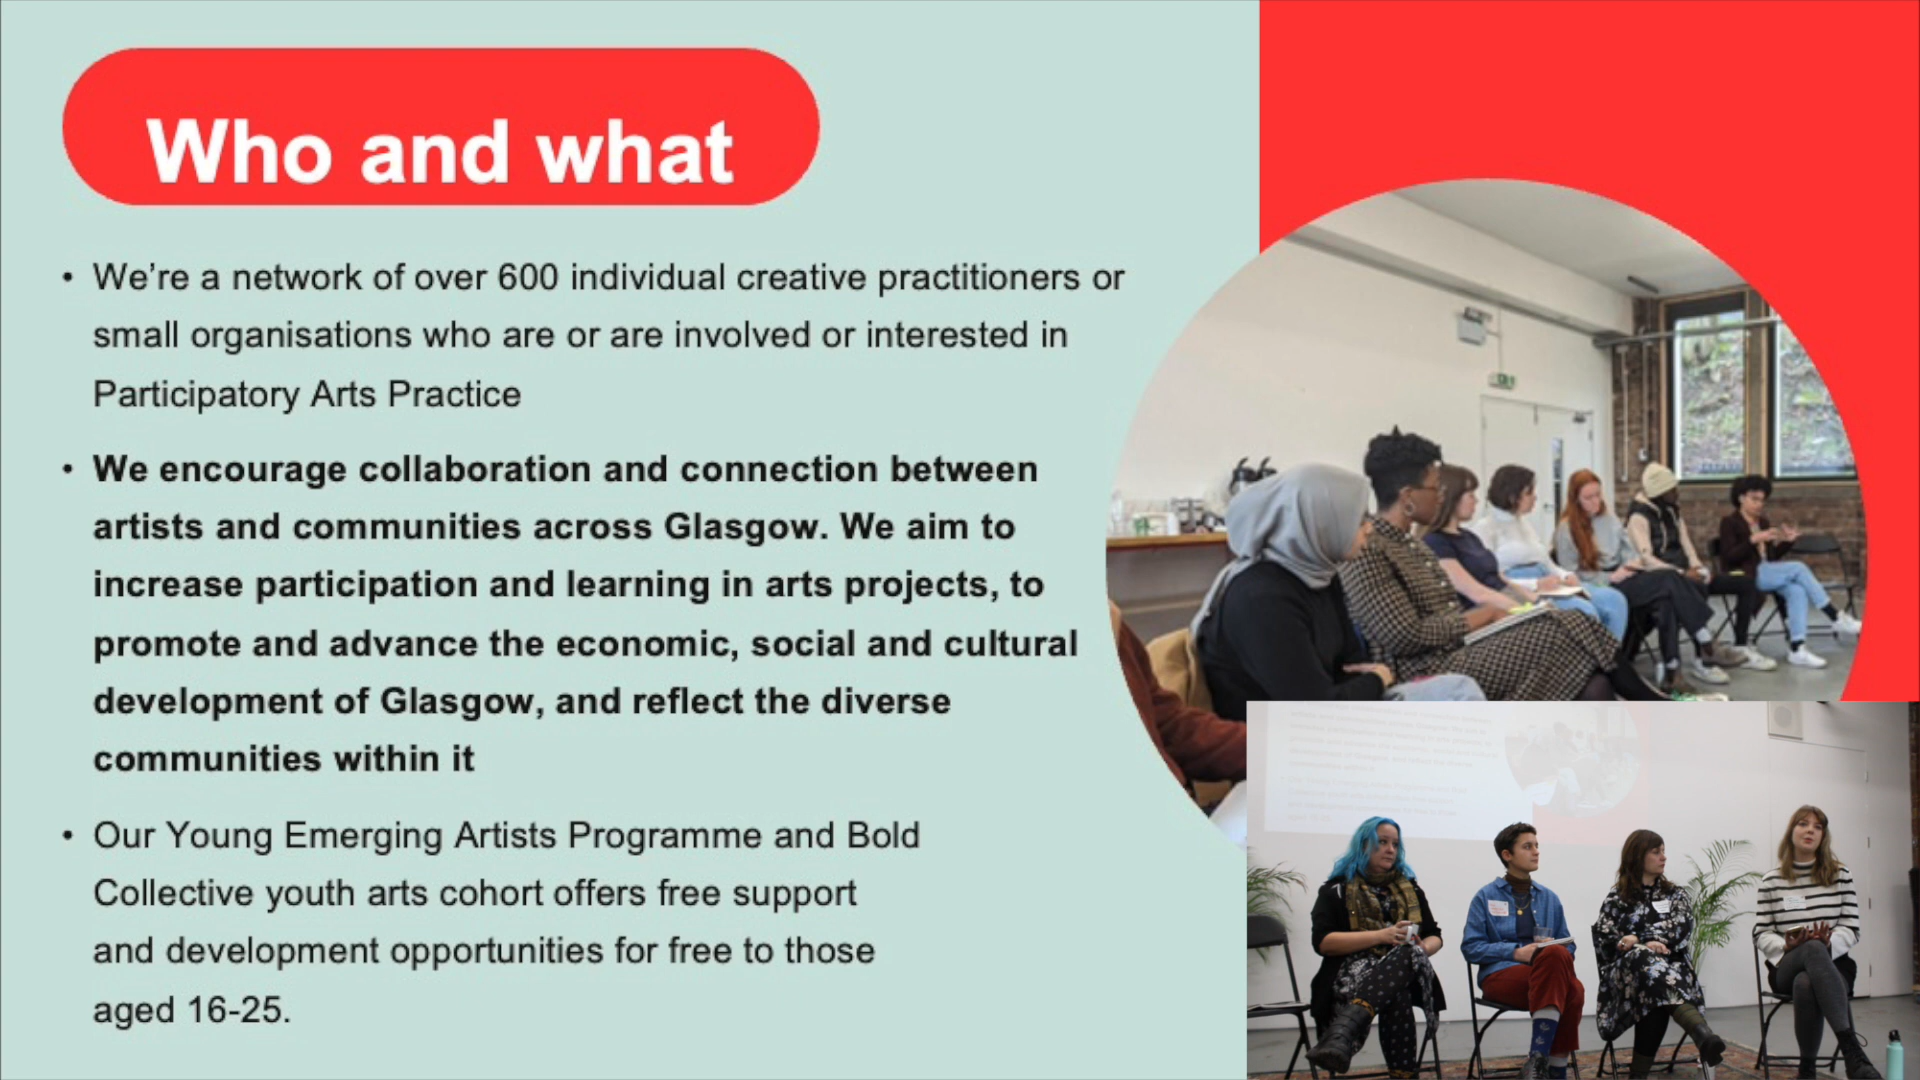 Who and what
• We’re a network of over 600 individual creative practitioners or
small organisations who are or are involved or interested in
Participatory Arts Practice
• We encourage collaboration and connection between
artists and communities across Glasgow. We aim to
increase participation and learning in arts projects, to
promote and advance the economic, social and cultural
development of Glasgow, and reflect the diverse
communities within it
• Our Young Emerging Artists Programme and Bold
Collective youth arts cohort offers free support
and development opportunities for free to those
aged 16-25.